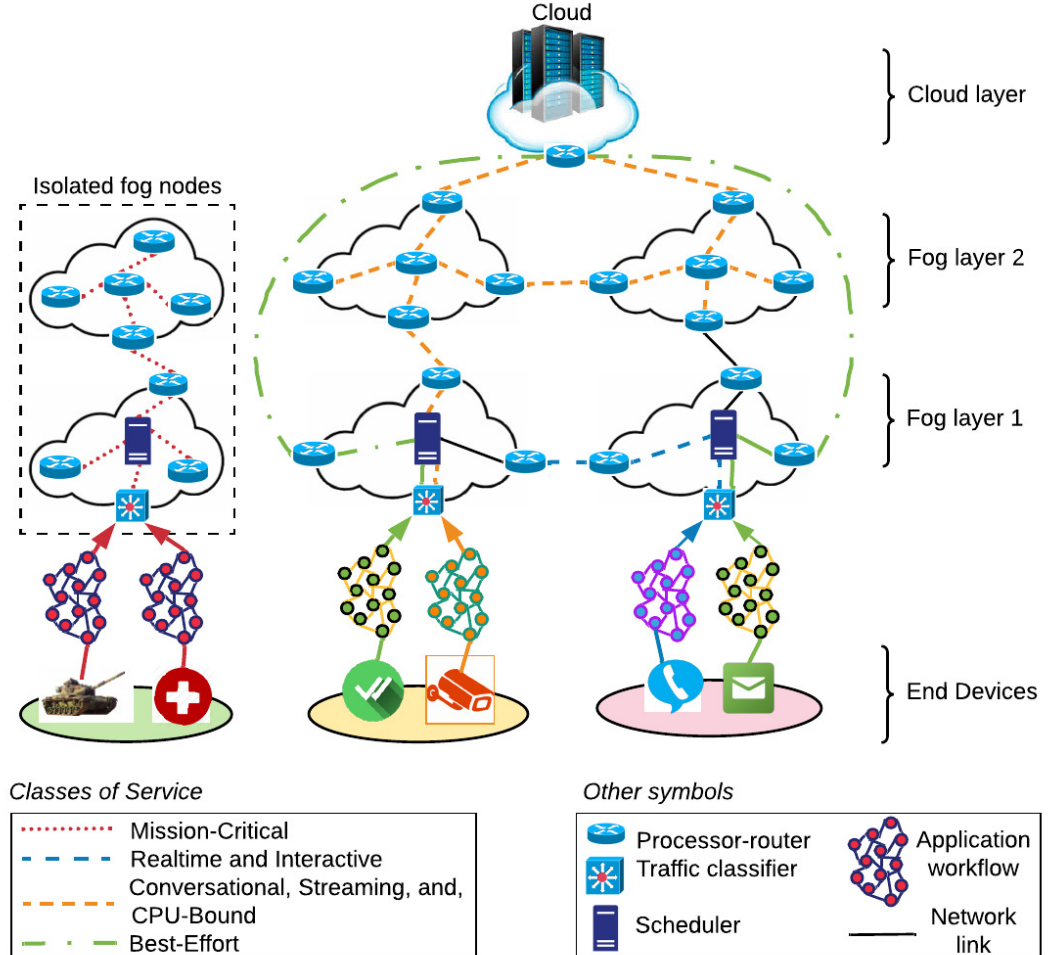 Cloud
Cloud layer
Isolated fog nodes
Fog layer 2
Fog layer 1
End Devices
Classes of Service
Mission-Critical
Realtime and Interactive
Conversational, Streaming, and,
CPU-Bound
Best-Effort
Other symbols
Processor-router
Traffic classifier
Scheduler
Application
workflow
Network
link